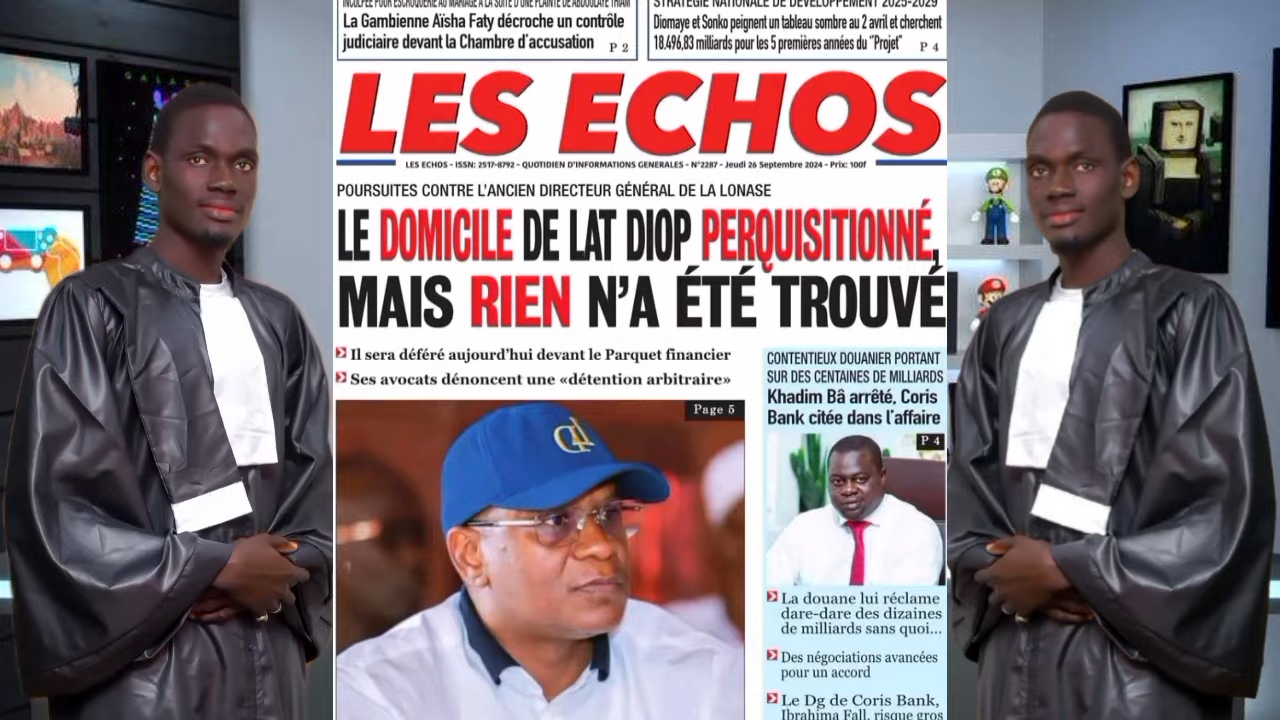 INCULPÉE POUR ESCROQUERIE AU MARIAGE À LA SUITE D'UNE PLAINTE DE ABDOULAYE THIAM
La Gambienne Aïsha Faty décroche un contrôle
judiciaire devant la Chambre d'accusation P 2
STRATÉGIE NATIONALE DE DÉVELOPPEMENT 2025-2029
Diomaye et Sonko peignent un tableau sombre au 2 avril et cherchent
18.496,83 milliards pour les 5 premières années du "Projet" P 4
LES ECHOS
LES ECHOS - ISSN: 2517-8792 - QUOTIDIEN D'INFORMATIONS GENERALES - N°2287 - Jeudi 26 Septembre 2024 - Prix: 100f
POURSUITES CONTRE L'ANCIEN DIRECTEUR GÉNÉRAL DE LA LONASE
LE DOMICILE DE LAT DIOP PERQUISITIONNÉ,
MAIS RIEN N'A ÉTÉ TROUVÉ
Il sera déféré aujourd'hui devant le Parquet financier
Ses avocats dénoncent une «détention arbitraire»
Page 5
CONTENTIEUX DOUANIER PORTANT
SUR DES CENTAINES DE MILLIARDS
Khadim Bâ arrêté, Coris
Bank citée dans l'affaire
P 4
La douane lui réclame
dare-dare des dizaines
de milliards sans quoi...
Des négociations avancées
pour un accord
Le Dg de Coris Bank,
Ibrahima Fall, risque gros